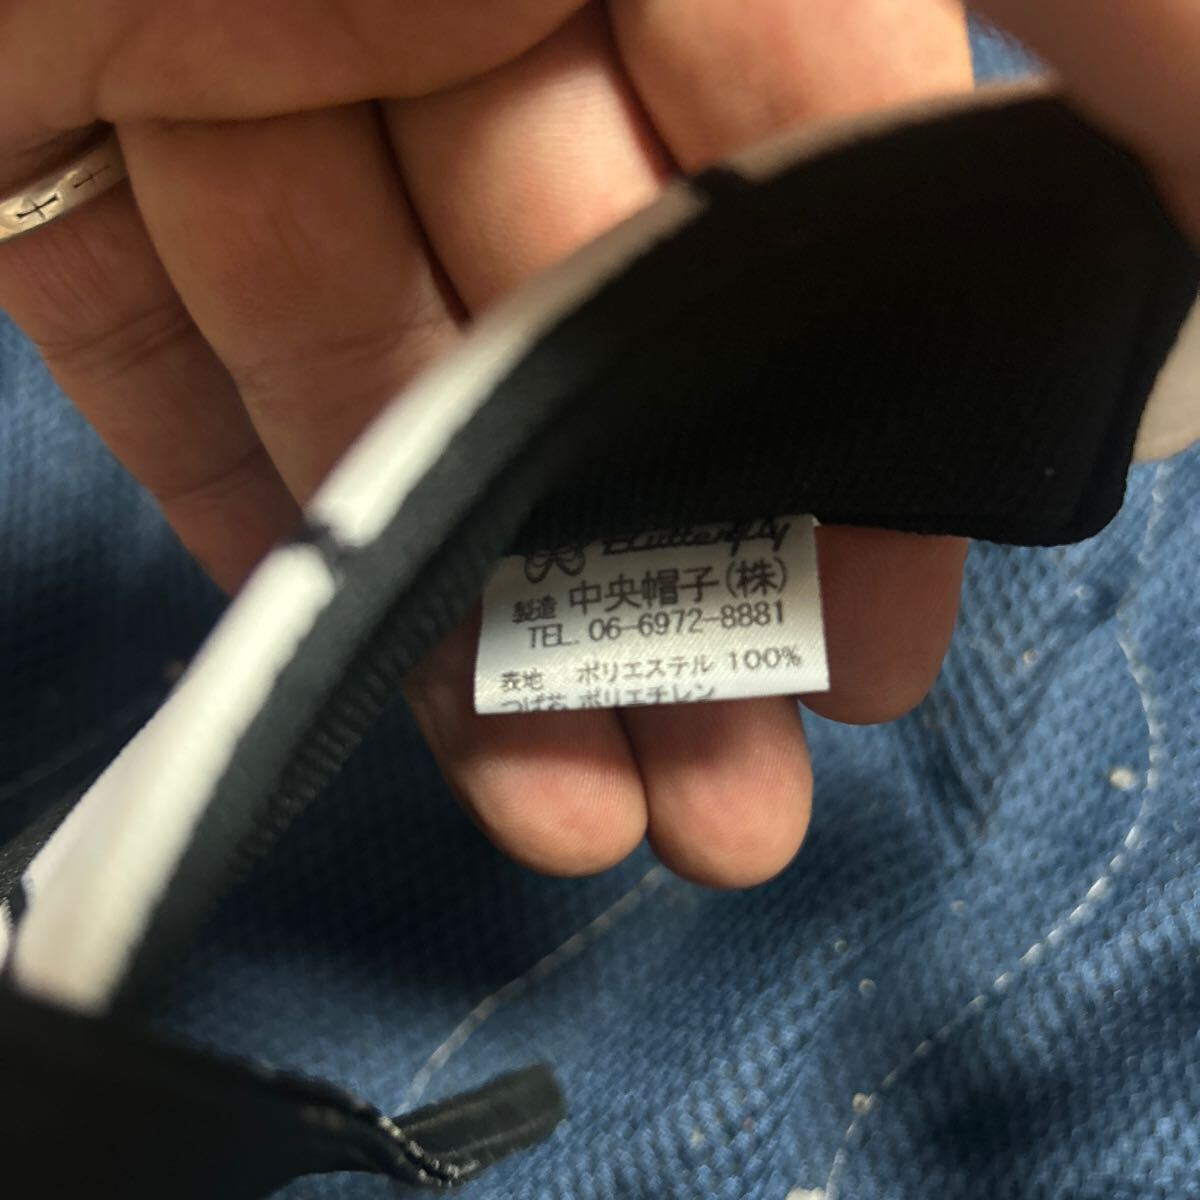 Butterfly
製造 中央帽子(株)
TEL. 06-6972-8881
表地 ポリエステル 100%
つば芯 ポリエチレン